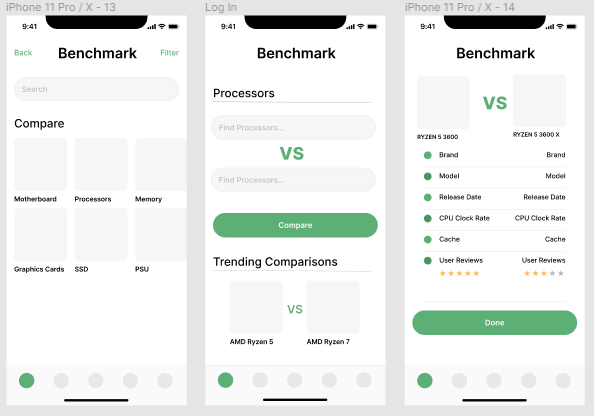 iPhone 11 Pro / X - 13
9:41
Back
Benchmark
Filter
Search
Compare
Motherboard
Processors
Memory
Graphics Cards
SSD
PSU
Log In
9:41
Benchmark
Processors
Find Processors...
VS
Find Processors...
Compare
Trending Comparisons
VS
AMD Ryzen 5
AMD Ryzen 7
iPhone 11 Pro / X - 14
9:41
Benchmark
VS
RYZEN 5 3600
RYZEN 5 3600 X
Brand
Brand
Model
Model
Release Date
Release Date
CPU Clock Rate
CPU Clock Rate
Cache
Cache
User Reviews
User Reviews
Done